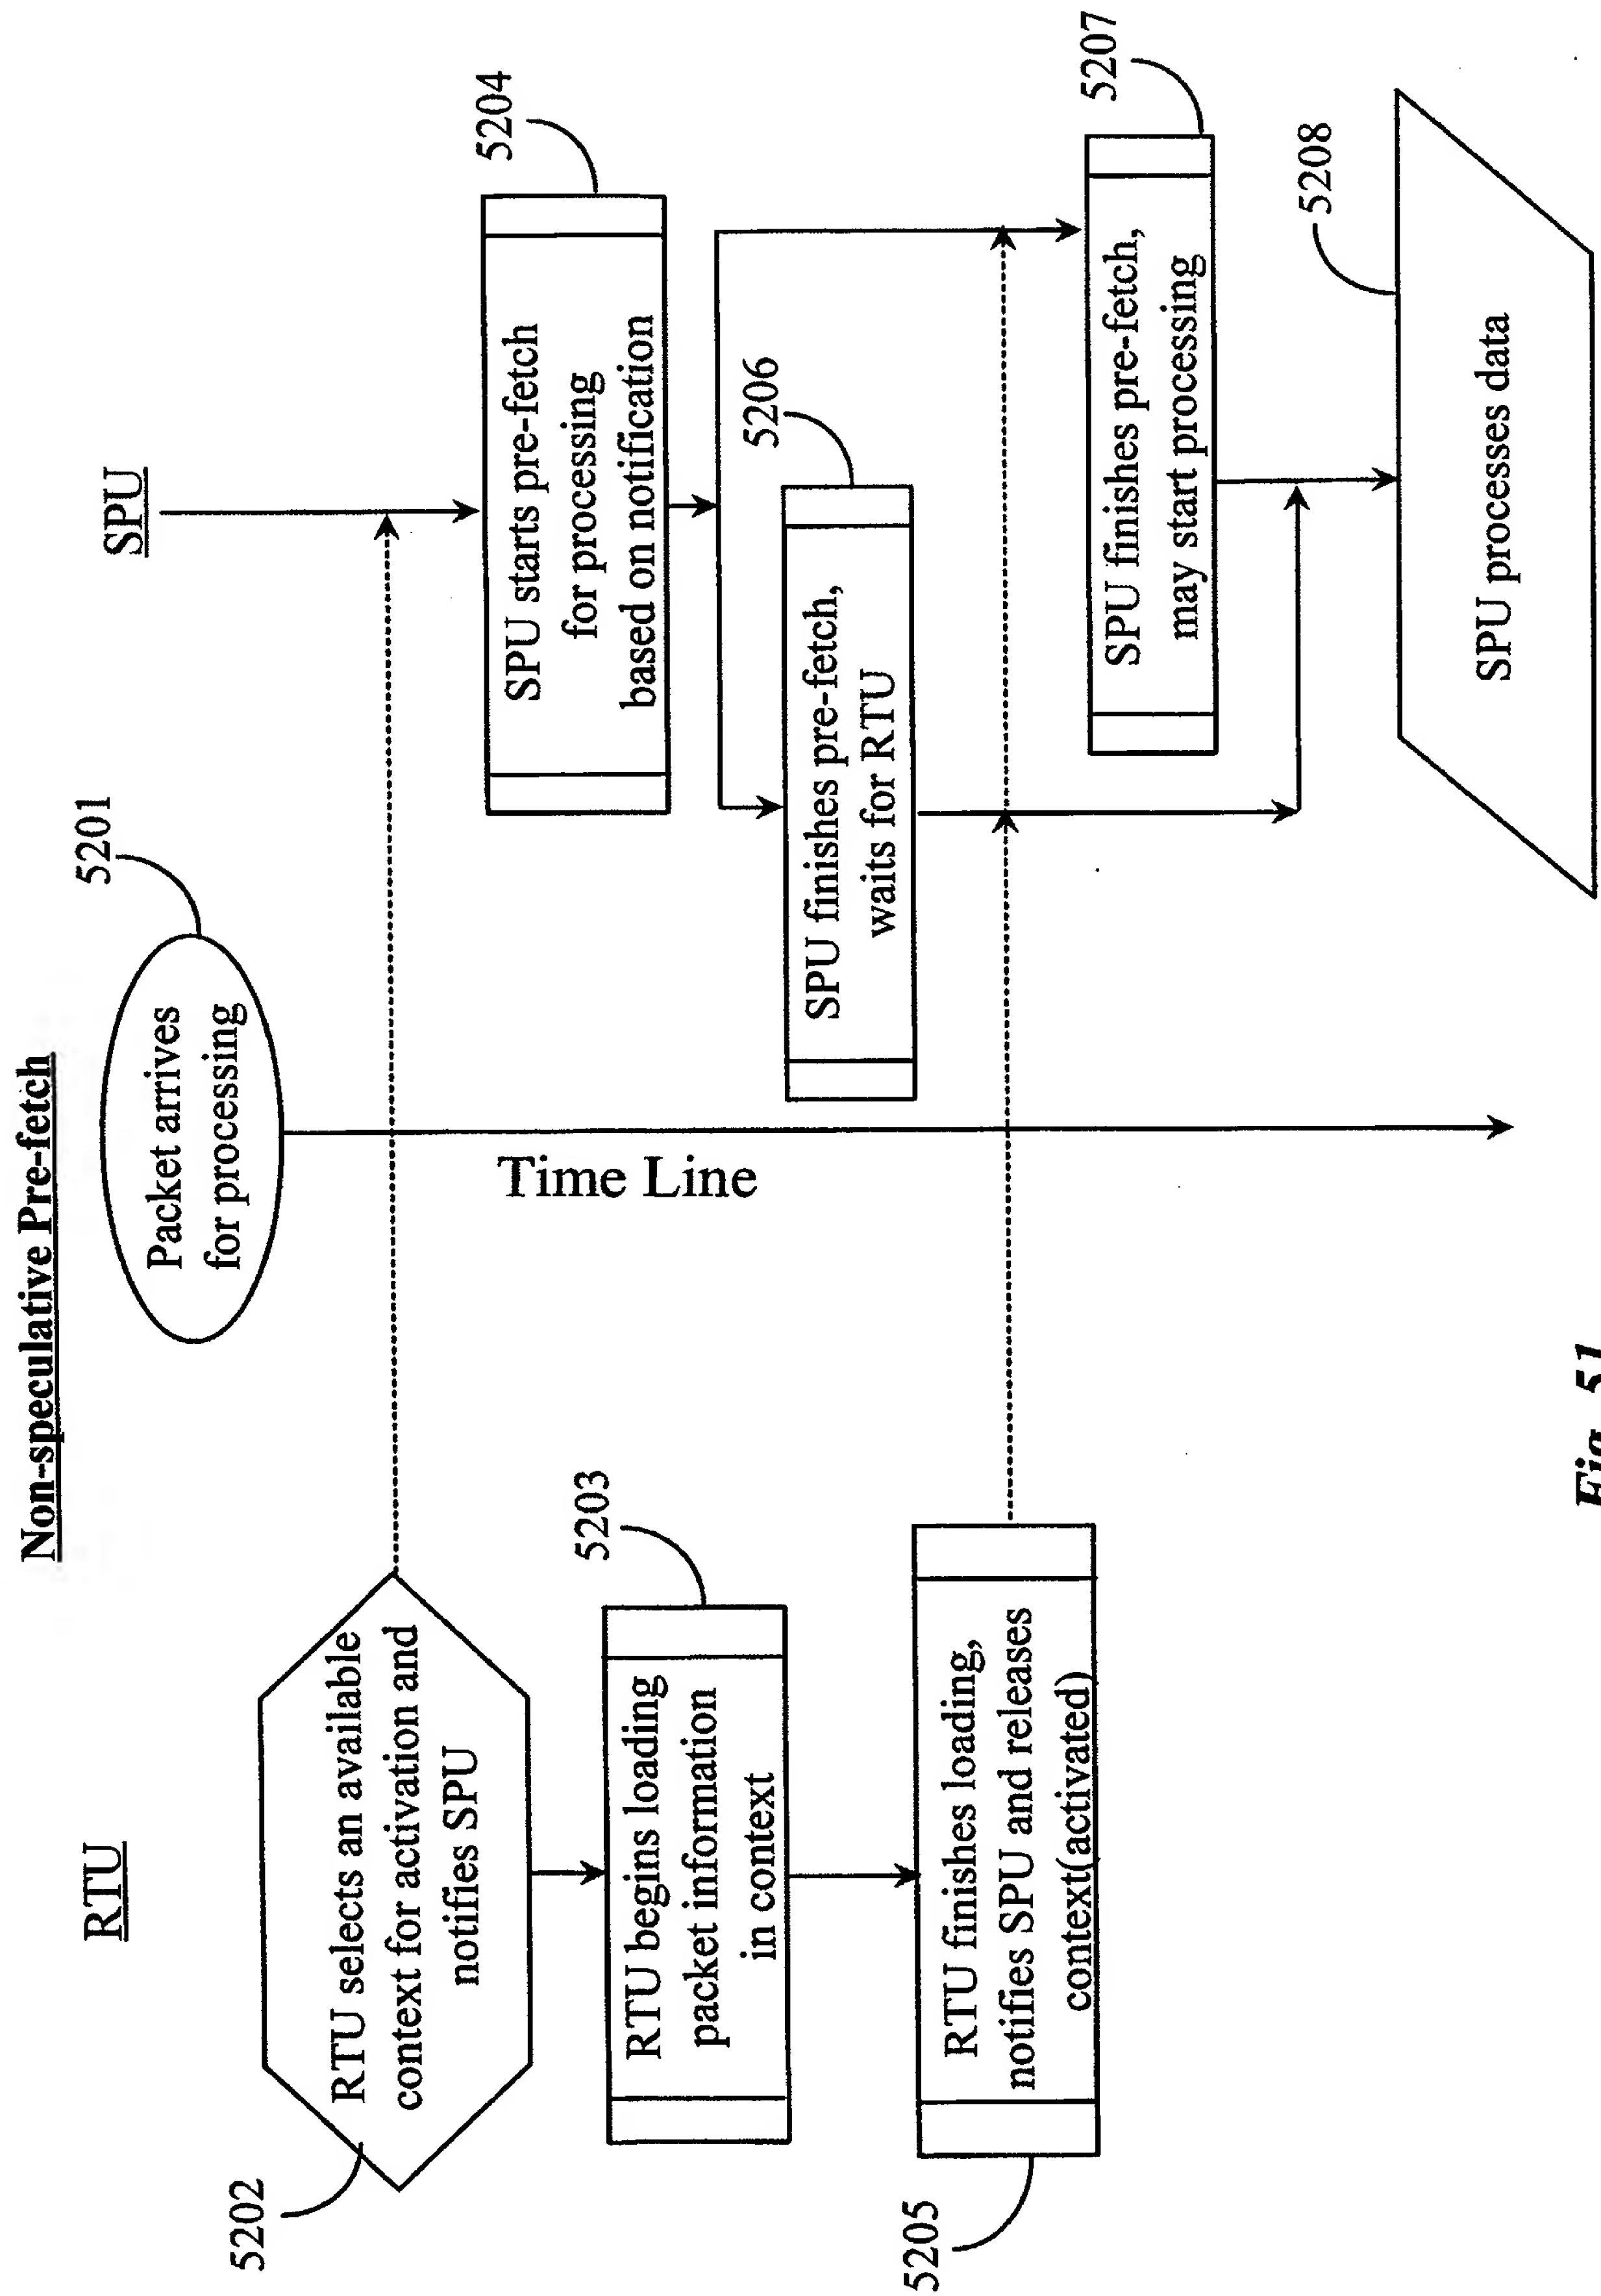 Non-speculative Pre-fetch
RTU
SPU
5201
Packet arrives
for processing
5202
RTU selects an available
context for activation and
notifies SPU
5203
RTU begins loading
packet information
in context
5204
SPU starts pre-fetch
for processing
based on notification
Time Line
5206
SPU finishes pre-fetch,
waits for RTU
5205
RTU finishes loading,
notifies SPU and releases
context(activated)
5207
SPU finishes pre-fetch,
may start processing
5208
SPU processes data
Fig. 51